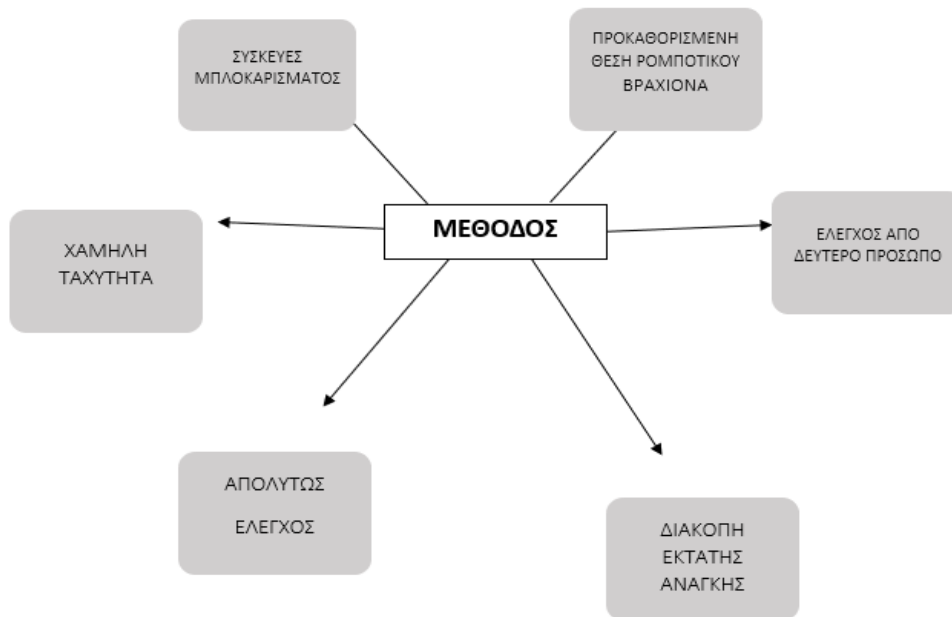 ΣΥΣΚΕΥΕΣ
ΜΠΛΟΚΑΡΙΣΜΑΤΟΣ
ΠΡΟΚΑΘΟΡΙΣΜΕΝΗ
ΘΕΣΗ ΡΟΜΠΟΤΙΚΟΥ
ΒΡΑΧΙΟΝΑ
ΜΕΘΟΔΟΣ
ΧΑΜΗΛΗ
ΤΑΧΥΤΗΤΑ
ΕΛΕΓΧΟΣ ΑΠΟ
ΔΕΥΤΕΡΟ ΠΡΟΣΩΠΟ
ΑΠΟΛΥΤΩΣ
ΕΛΕΓΧΟΣ
ΔΙΑΚΟΠΗ
ΕΚΤΑΤΗΣ
ΑΝΑΓΚΗΣ